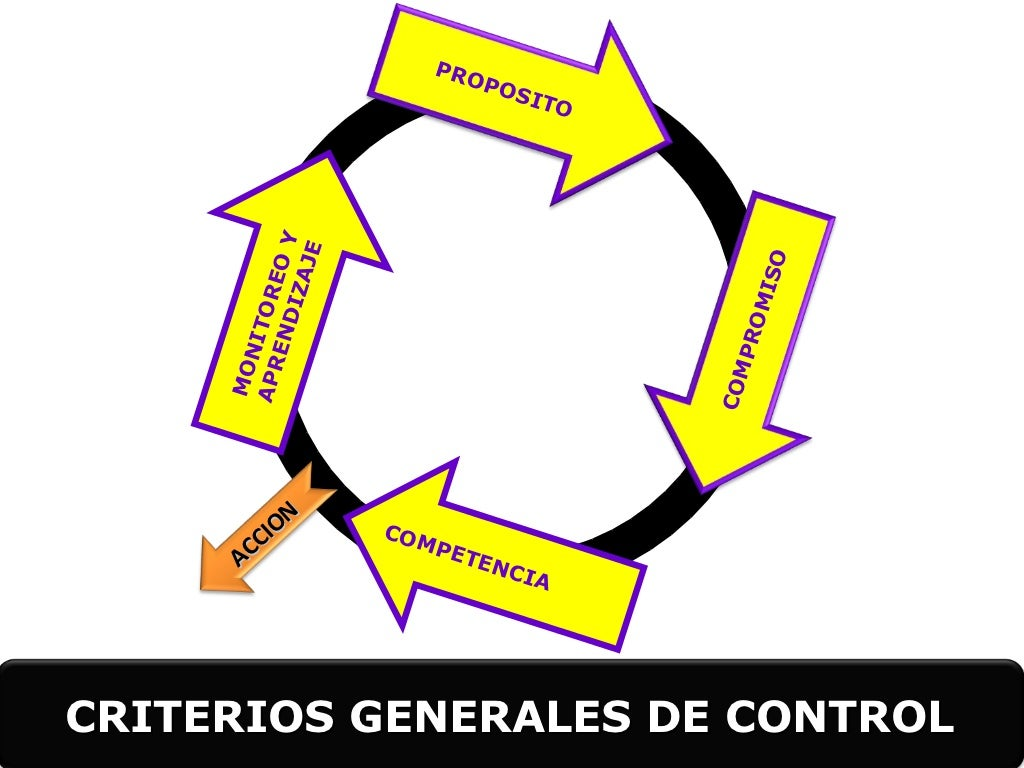 PROPOSITO
COMPROMISO
COMPETENCIA
ACCION
MONITOREO Y
APRENDIZAJE
CRITERIOS GENERALES DE CONTROL